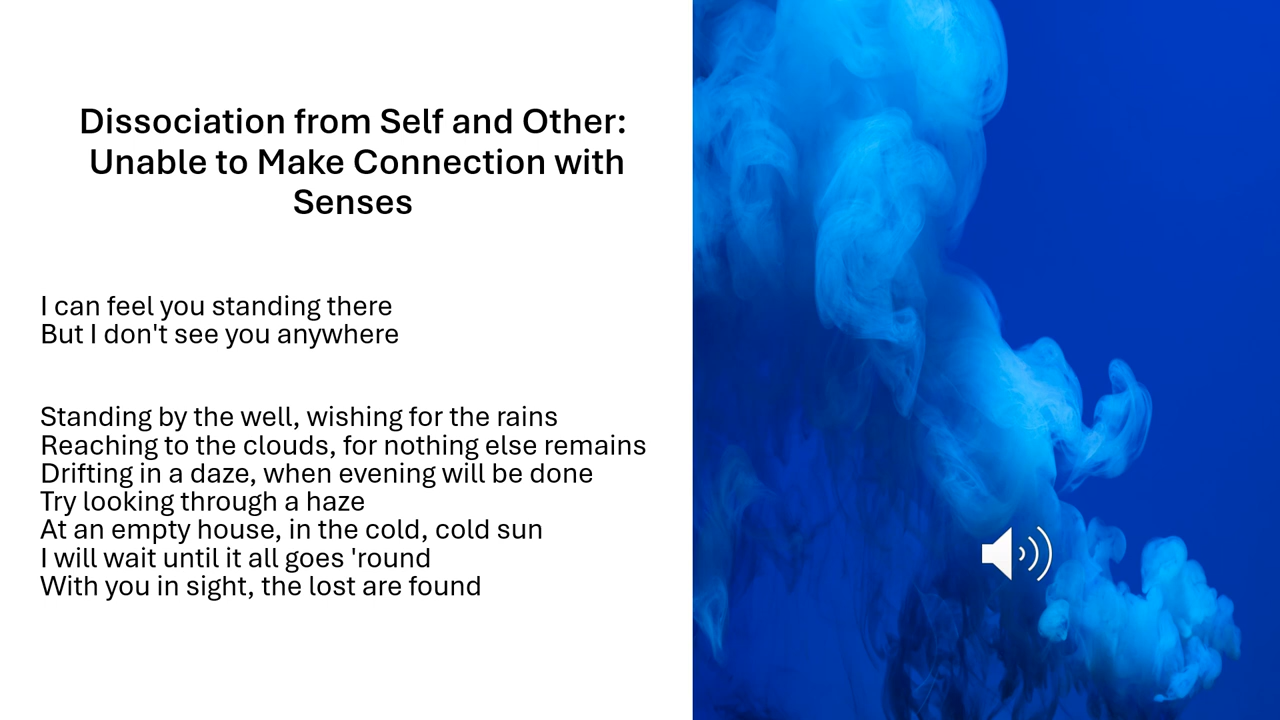 Dissociation from Self and Other:
Unable to Make Connection with
Senses
I can feel you standing there
But I don't see you anywhere
Standing by the well, wishing for the rains
Reaching to the clouds, for nothing else remains
Drifting in a daze, when evening will be done
Try looking through a haze
At an empty house, in the cold, cold sun
I will wait until it all goes 'round
With you in sight, the lost are found